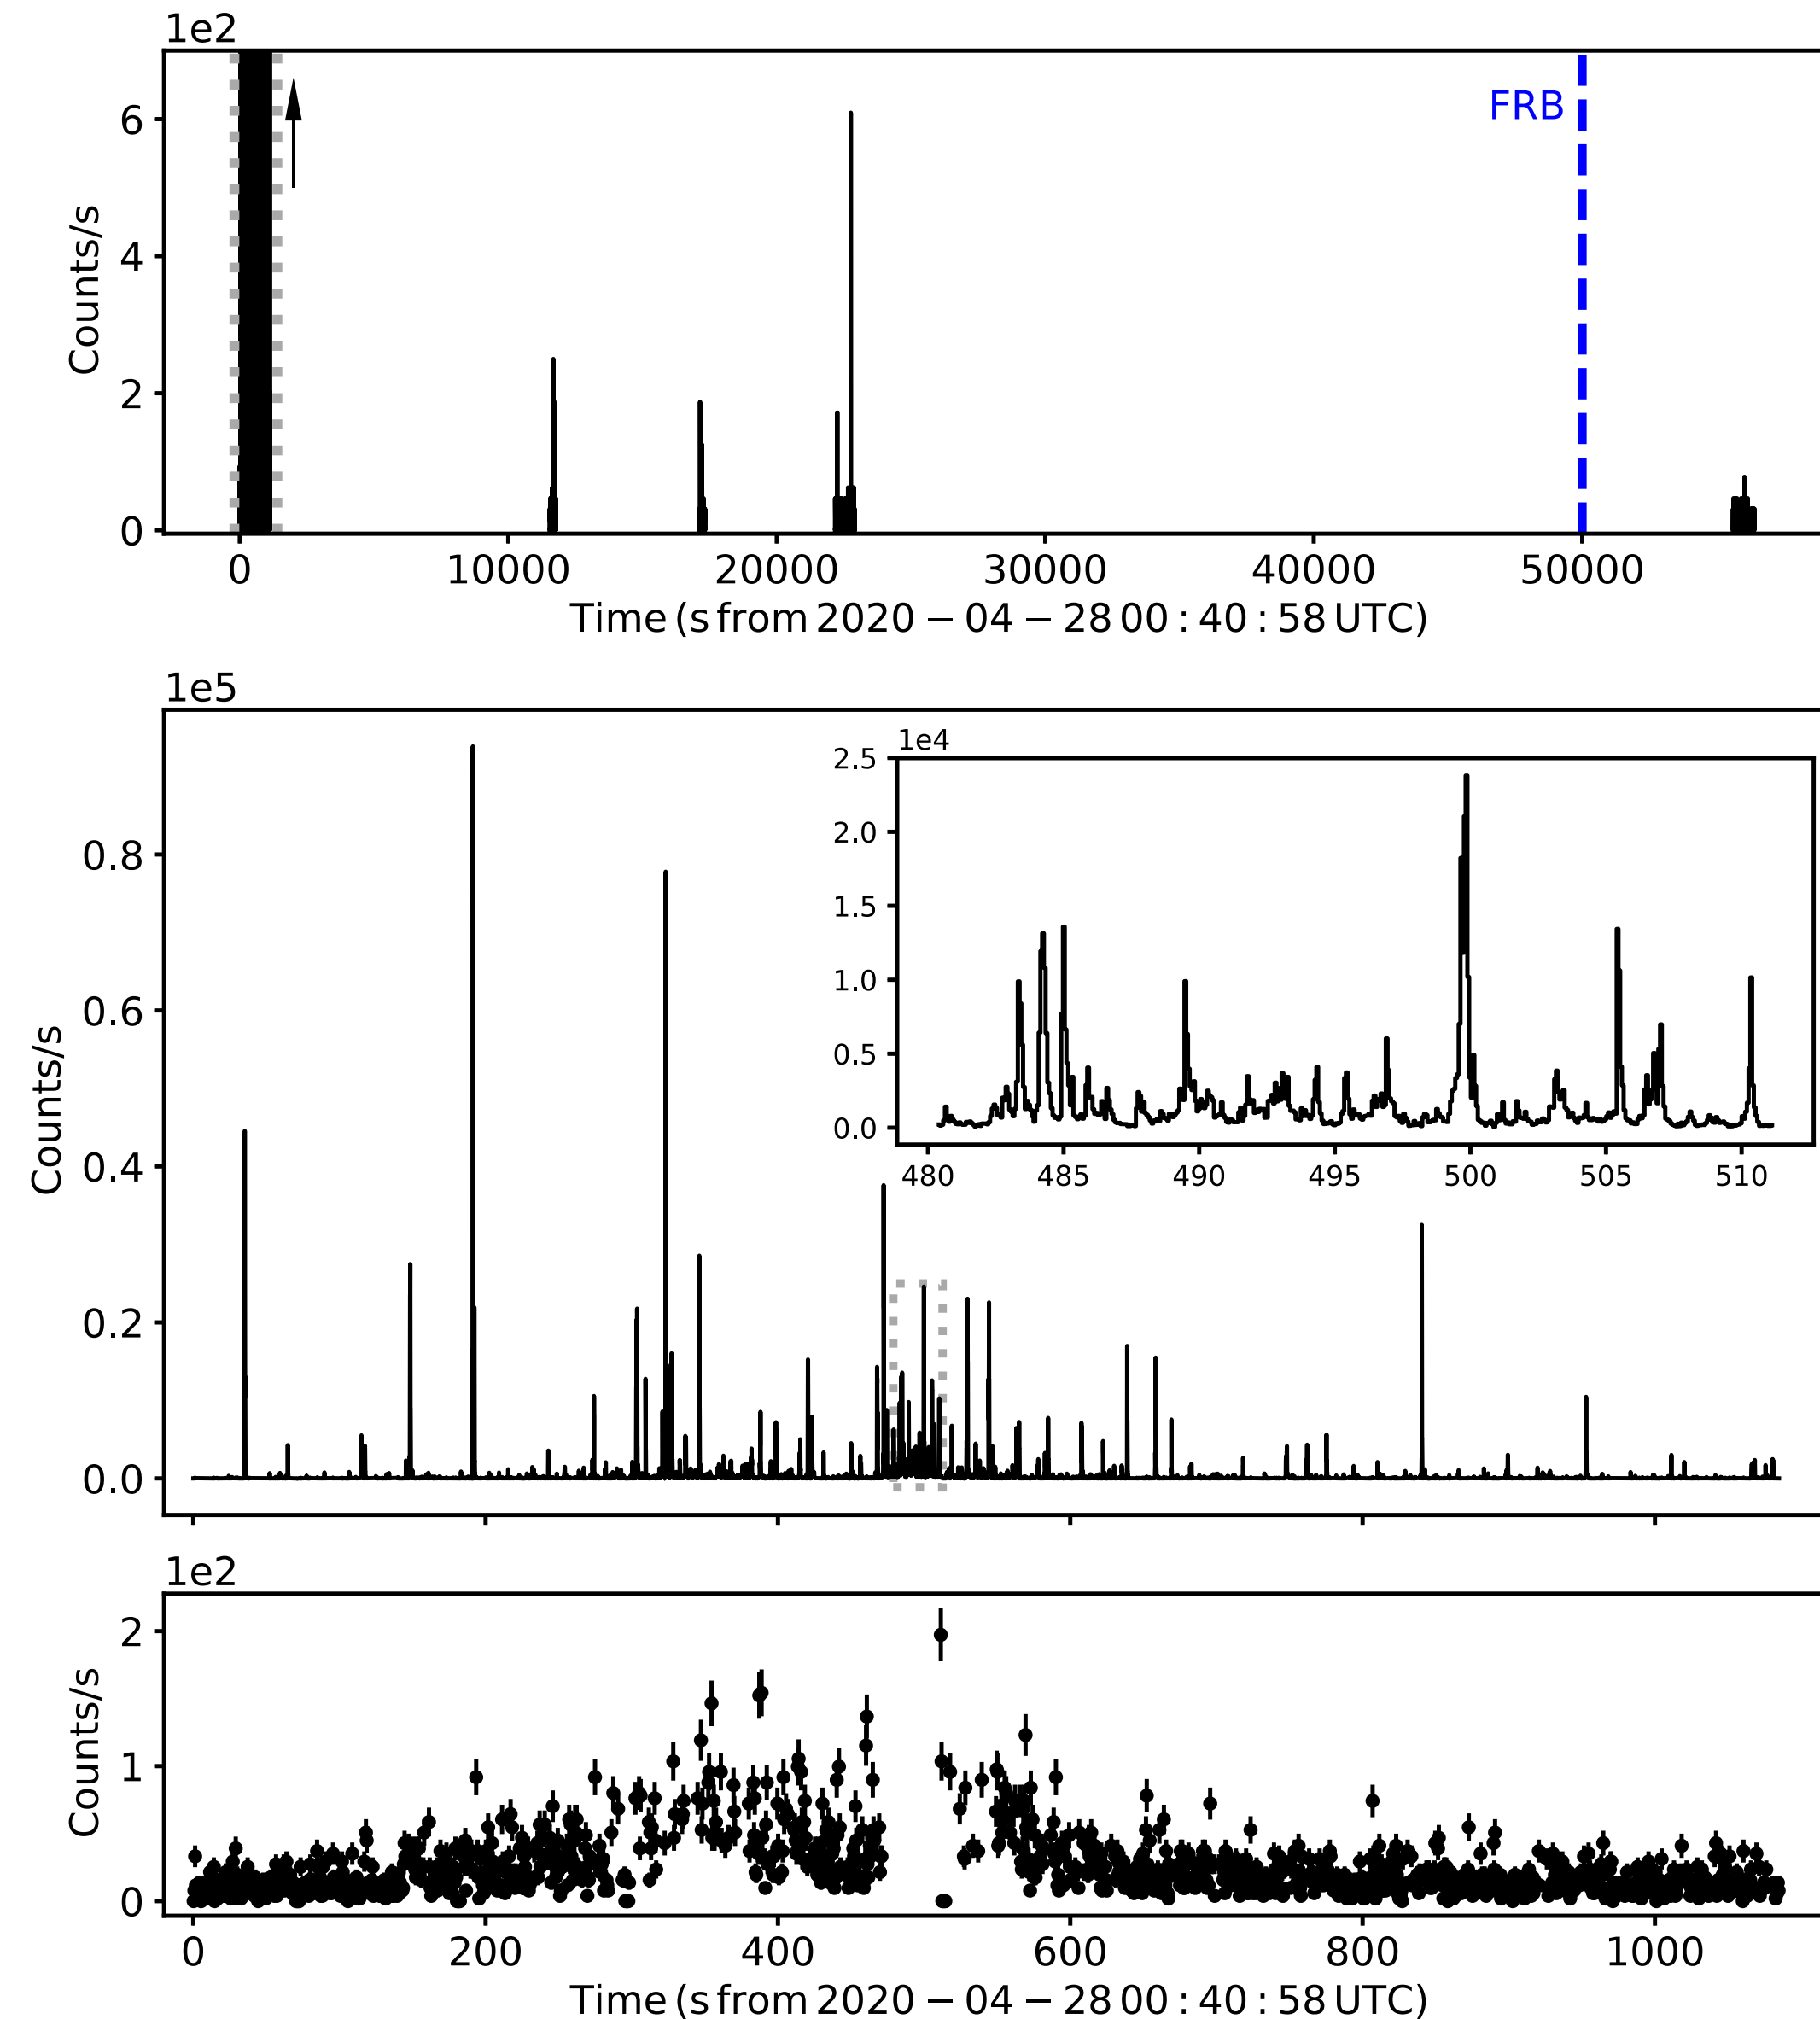 1e2
Counts/s
6
4
2
0
FRB
0 10000 20000 30000 40000 50000
Time (s from 2020 − 04 − 28 00 : 40 : 58 UTC)
1e5
Counts/s
0.8
0.6
0.4
0.2
0.0
1e4
2.5
2.0
1.5
1.0
0.5
0.0
480 485 490 495 500 505 510
1e2
Counts/s
2
1
0
0 200 400 600 800 1000
Time (s from 2020 − 04 − 28 00 : 40 : 58 UTC)